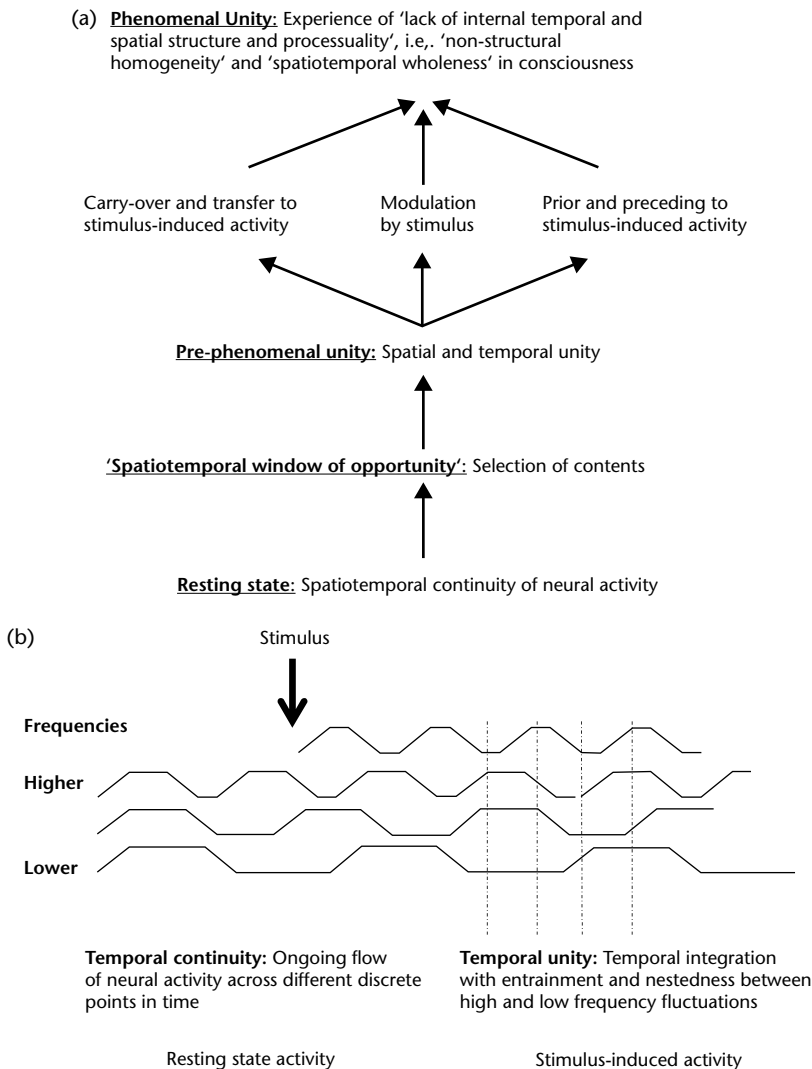 (a) Phenomenal Unity: Experience of ‘lack of internal temporal and
spatial structure and processuality‘, i.e,. ‘non-structural
homogeneity‘ and ‘spatiotemporal wholeness‘ in consciousness
Carry-over and transfer to
stimulus-induced activity
Modulation
by stimulus
Prior and preceding to
stimulus-induced activity
Pre-phenomenal unity: Spatial and temporal unity
‘Spatiotemporal window of opportunity‘: Selection of contents
Resting state: Spatiotemporal continuity of neural activity
(b)
Stimulus
Frequencies
Higher
Lower
Temporal continuity: Ongoing flow
of neural activity across different discrete
points in time
Temporal unity: Temporal integration
with entrainment and nestedness between
high and low frequency fluctuations
Resting state activity
Stimulus-induced activity